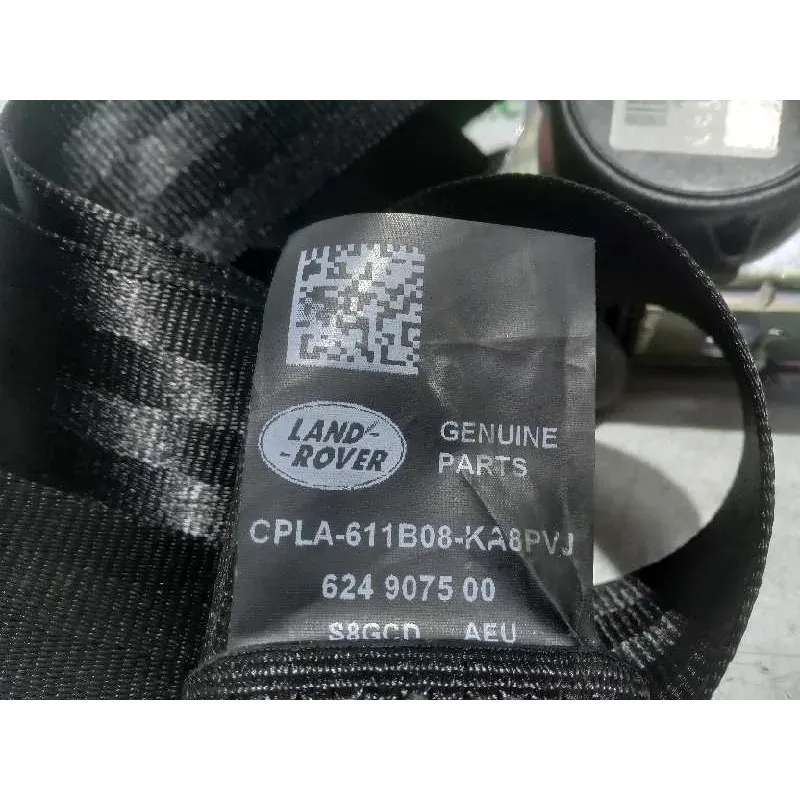 LAND-
-ROVER
GENUINE
PARTS
CPLA-611B08-KA8PVJ
624 9075 00
S8GCD AEU